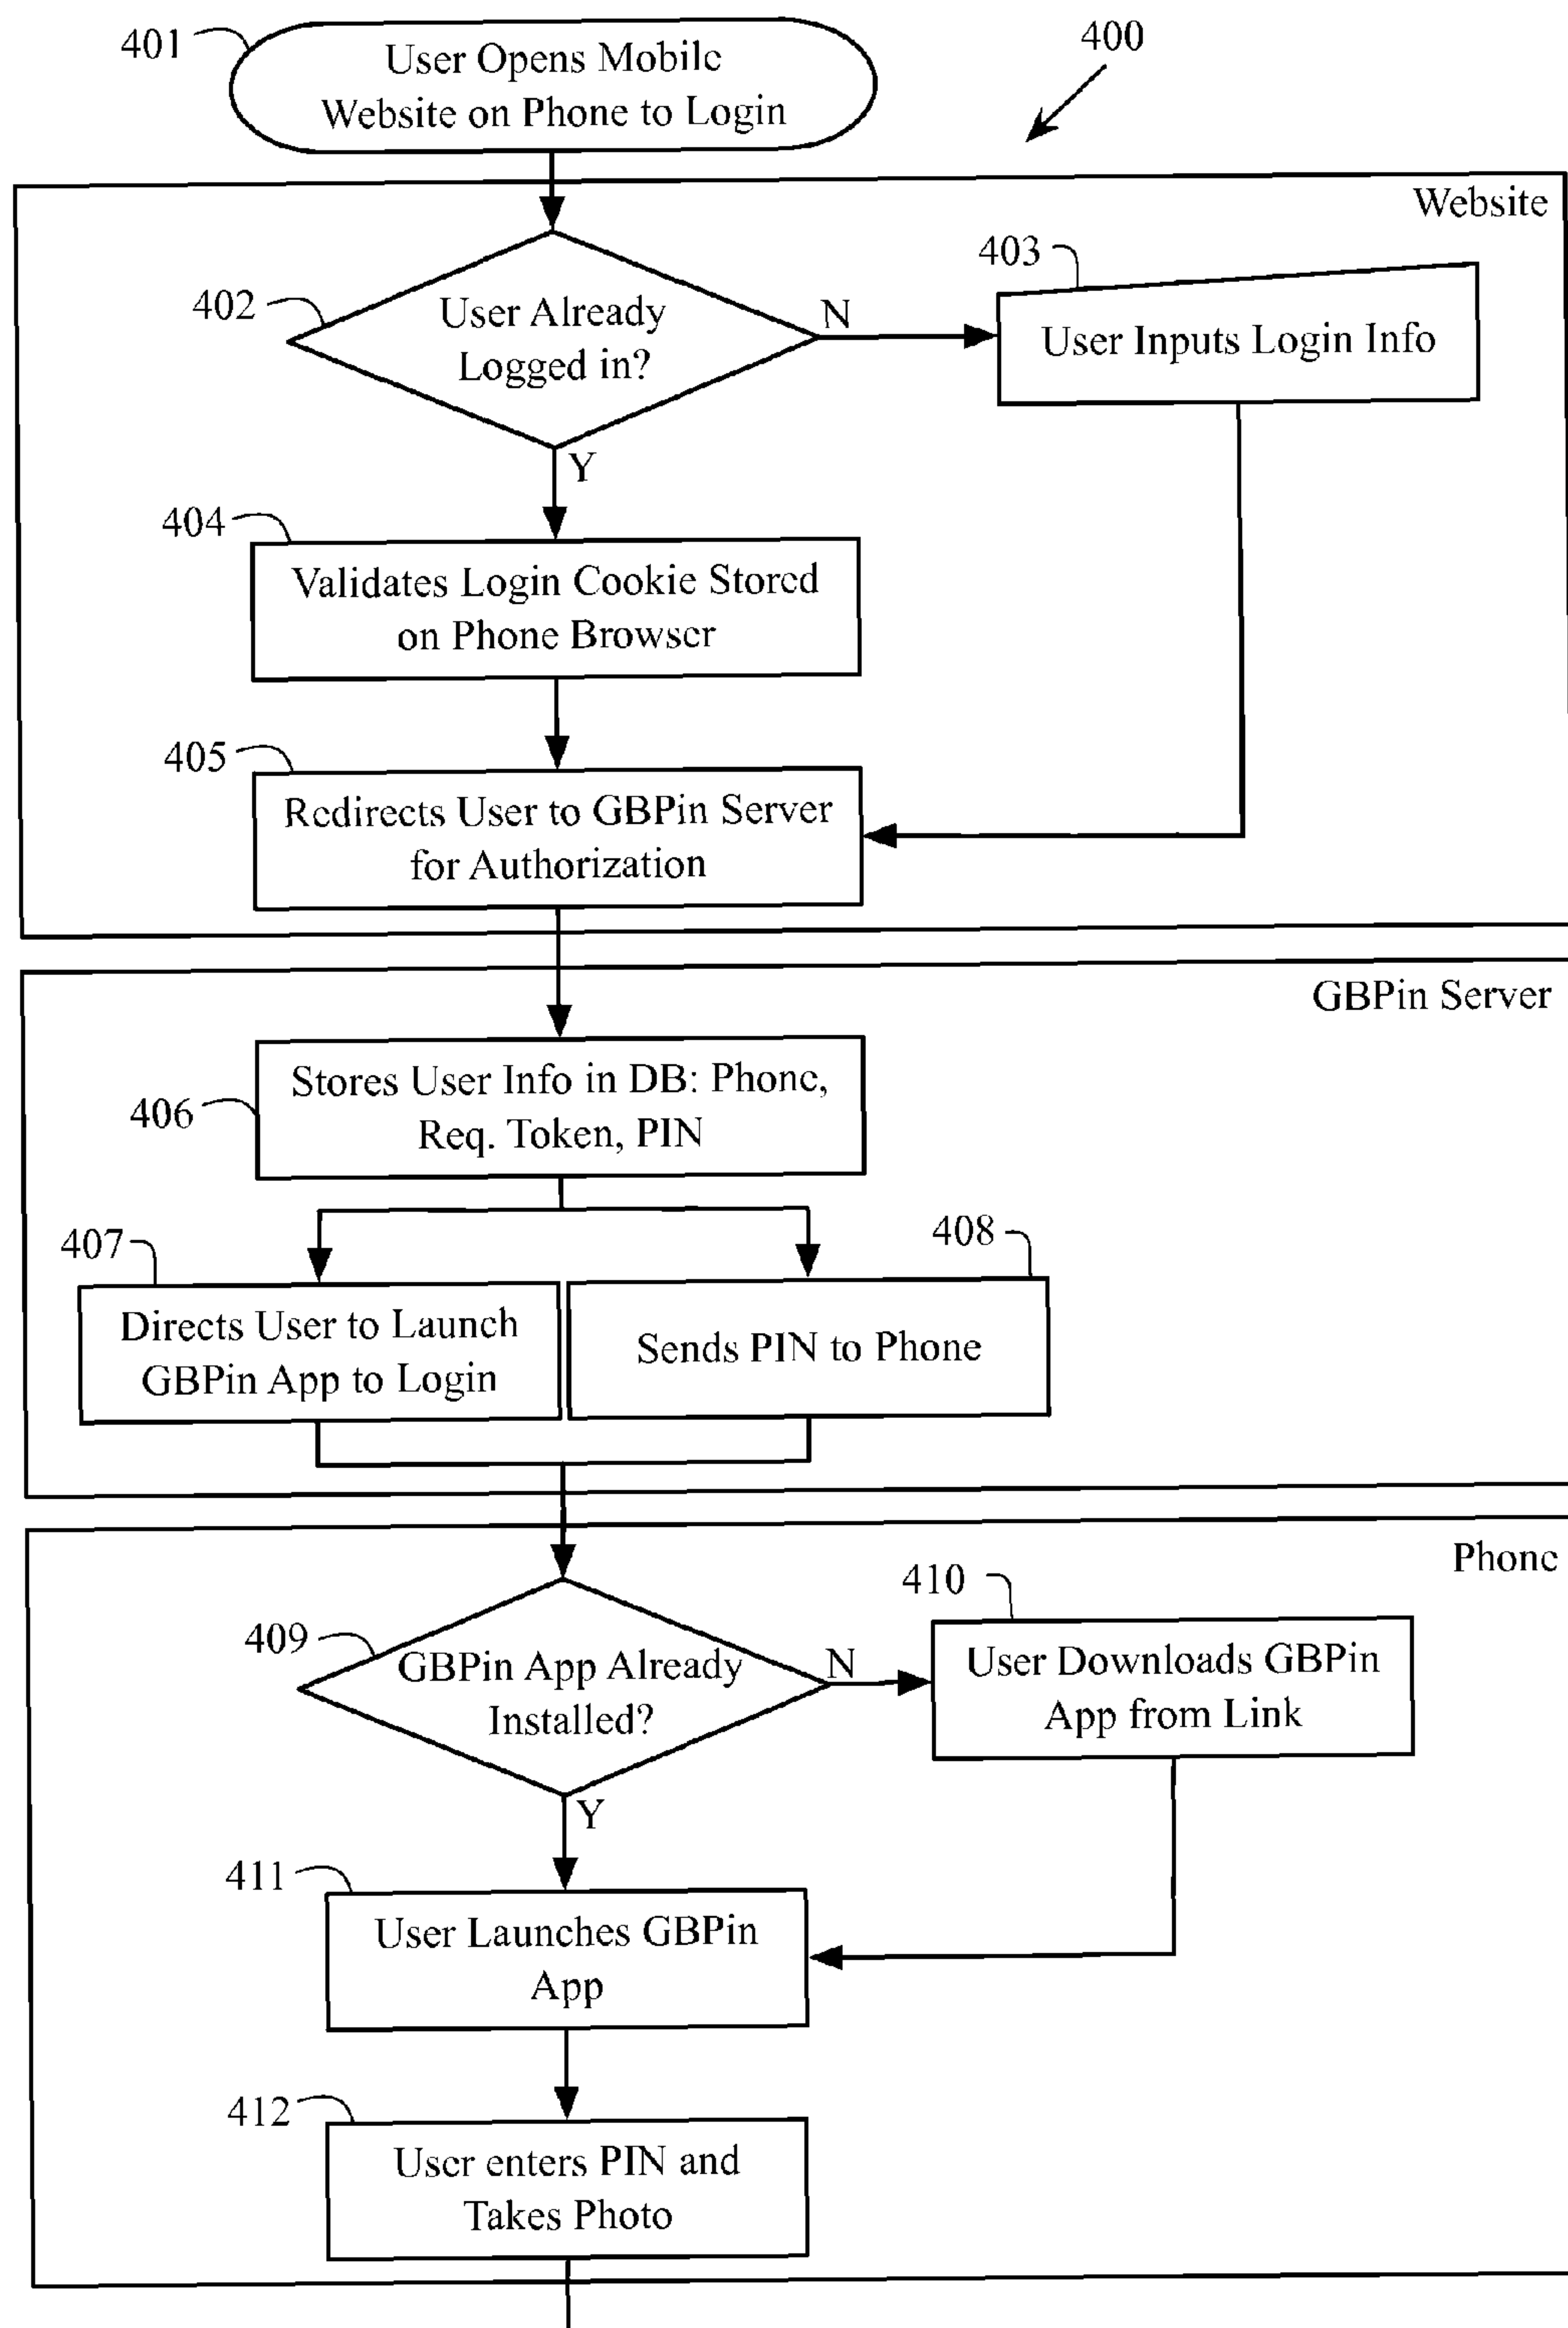 401
User Opens Mobile
Website on Phone to Login
400
Website
402
User Already
Logged in?
N
403
User Inputs Login Info
Y
404
Validates Login Cookie Stored
on Phone Browser
405
Redirects User to GBPin Server
for Authorization
GBPin Server
406
Stores User Info in DB: Phone,
Req. Token, PIN
407
Directs User to Launch
GBPin App to Login
408
Sends PIN to Phone
Phone
409
GBPin App Already
Installed?
N
410
User Downloads GBPin
App from Link
Y
411
User Launches GBPin
App
412
User enters PIN and
Takes Photo